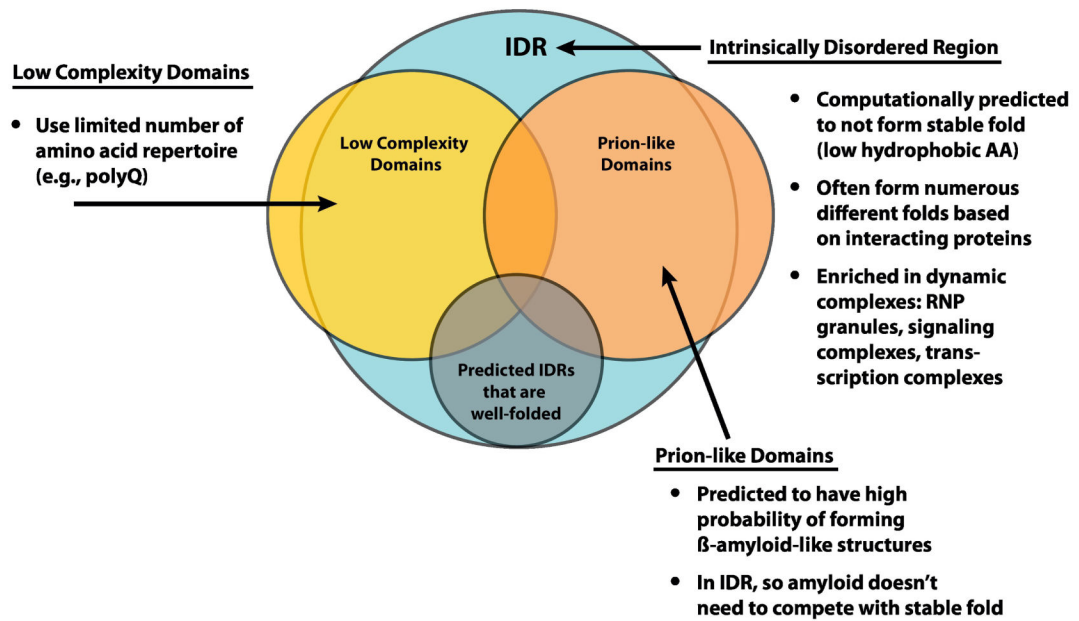 IDR
Intrinsically Disordered Region
Low Complexity Domains
• Use limited number of
amino acid repertoire
(e.g., polyQ)
Low Complexity
Domains
Prion-like
Domains
Predicted IDRs
that are
well-folded
• Computationally predicted
to not form stable fold
(low hydrophobic AA)
• Often form numerous
different folds based
on interacting proteins
• Enriched in dynamic
complexes: RNP
granules, signaling
complexes, trans-
scription complexes
Prion-like Domains
• Predicted to have high
probability of forming
ß-amyloid-like structures
• In IDR, so amyloid doesn’t
need to compete with stable fold